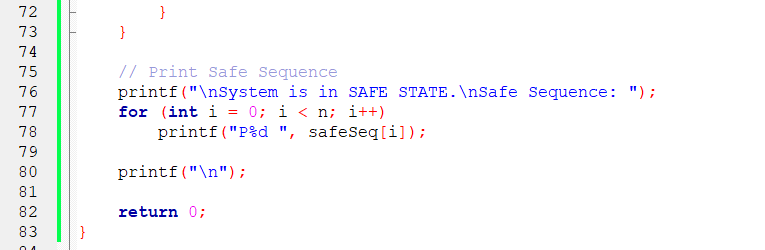 72 }
73 }
74
75 // Print Safe Sequence
76 printf("\nSystem is in SAFE STATE.\nSafe Sequence: ");
77 for (int i = 0; i < n; i++)
78 printf("P%d ", safeSeq[i]);
79
80 printf("\n");
81
82 return 0;
83 }